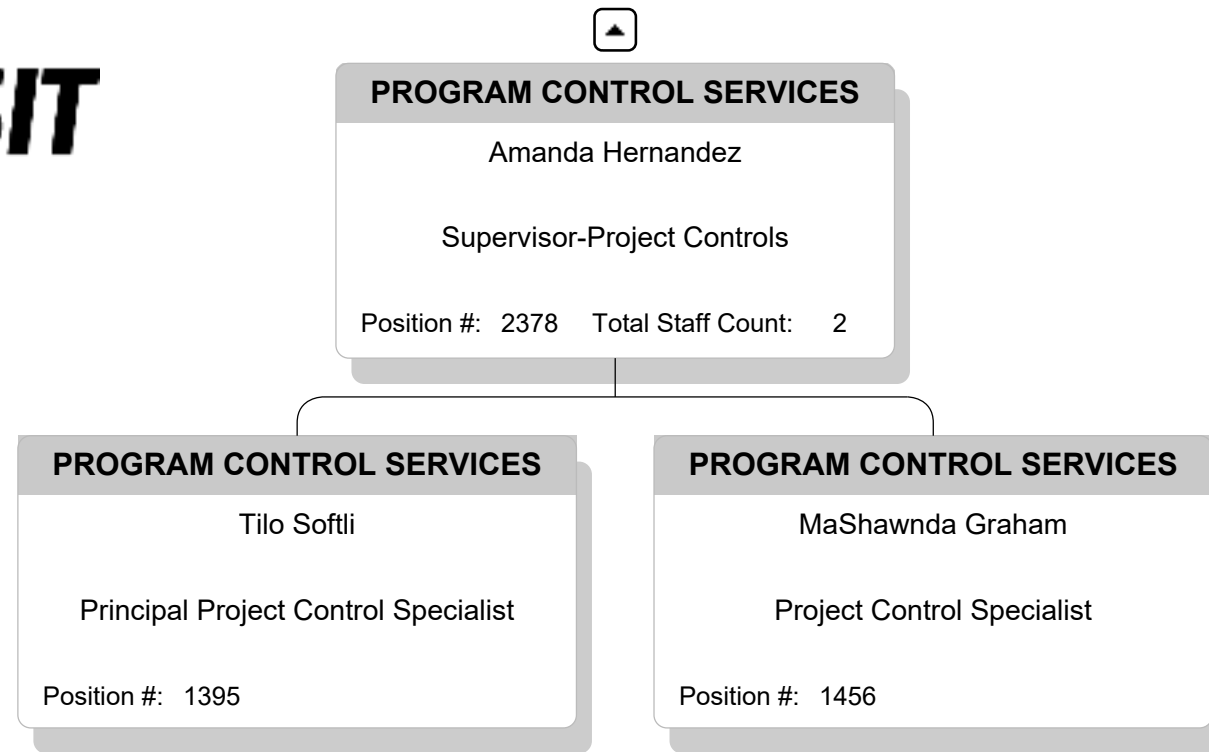 PROGRAM CONTROL SERVICES
Amanda Hernandez
Supervisor-Project Controls
Position #: 2378 Total Staff Count: 2
PROGRAM CONTROL SERVICES
Tilo Softli
Principal Project Control Specialist
Position #: 1395
PROGRAM CONTROL SERVICES
MaShawnda Graham
Project Control Specialist
Position #: 1456